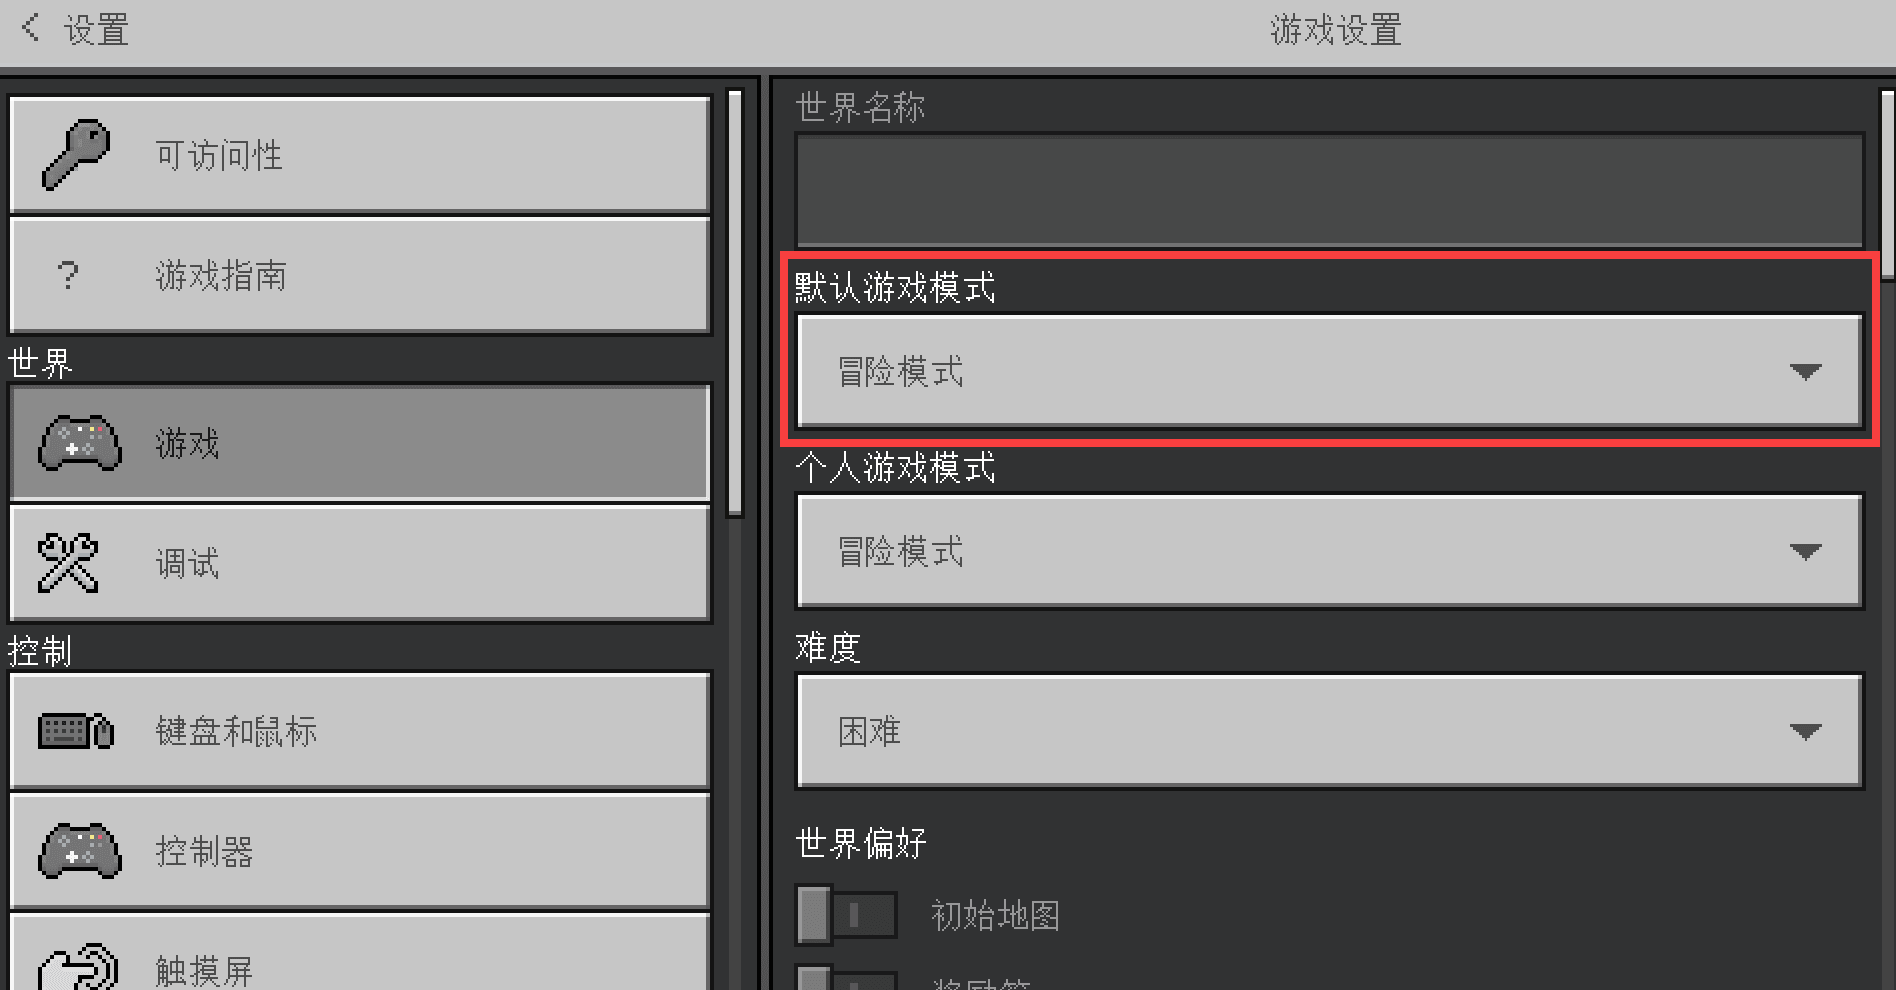 设置
游戏设置
可访问性
?
游戏指南
世界
游戏
调试
控制
键盘和鼠标
控制器
触摸屏
世界名称
默认游戏模式
冒险模式
个人游戏模式
冒险模式
难度
困难
世界偏好
初始地图